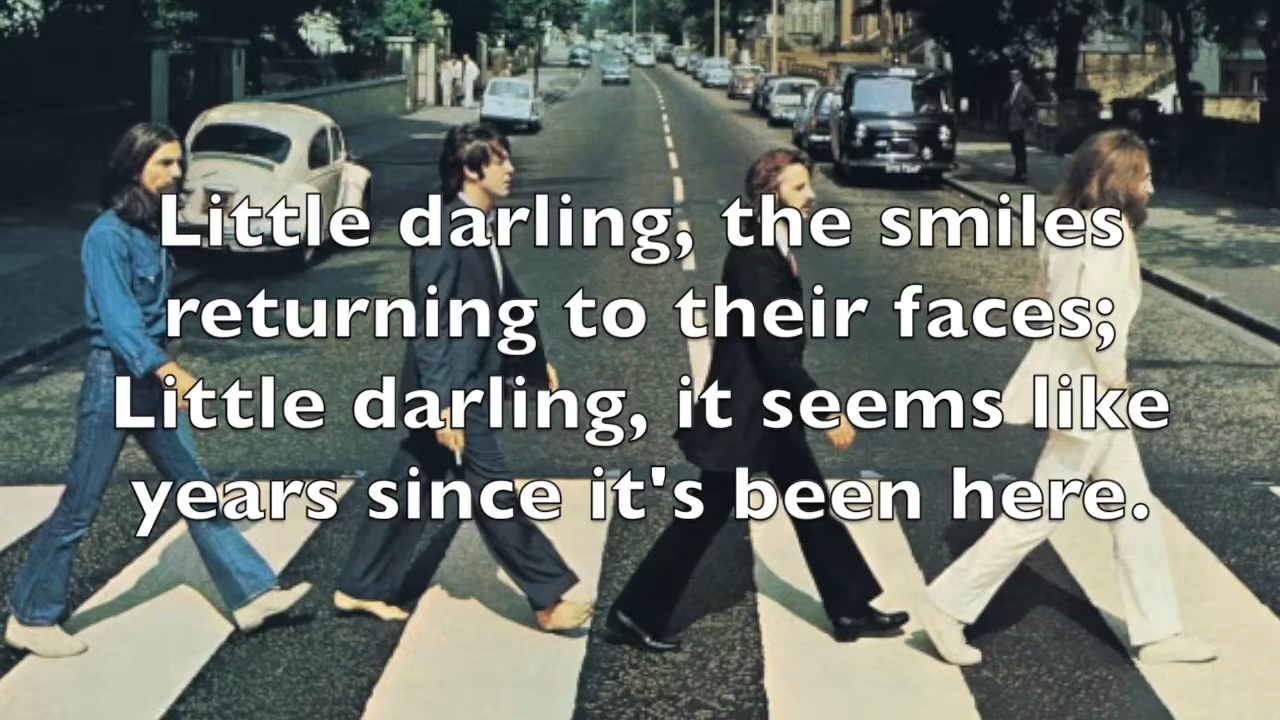 Little darling, the smiles
returning to their faces;
Little darling, it seems like
years since it's been here.